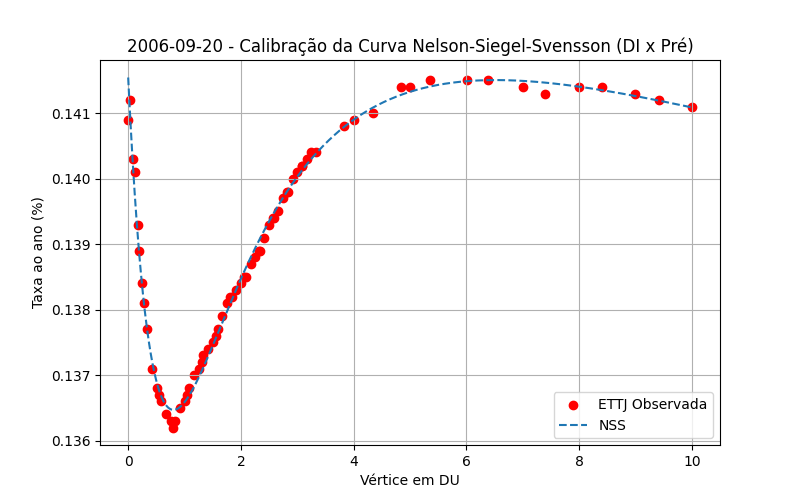 2006-09-20 - Calibração da Curva Nelson-Siegel-Svensson (DI x Pré)
Taxa ao ano (%)
0.141
0.140
0.139
0.138
0.137
0.136
ETTJ Observada
NSS
0 2 4 6 8 10
Vértice em DU